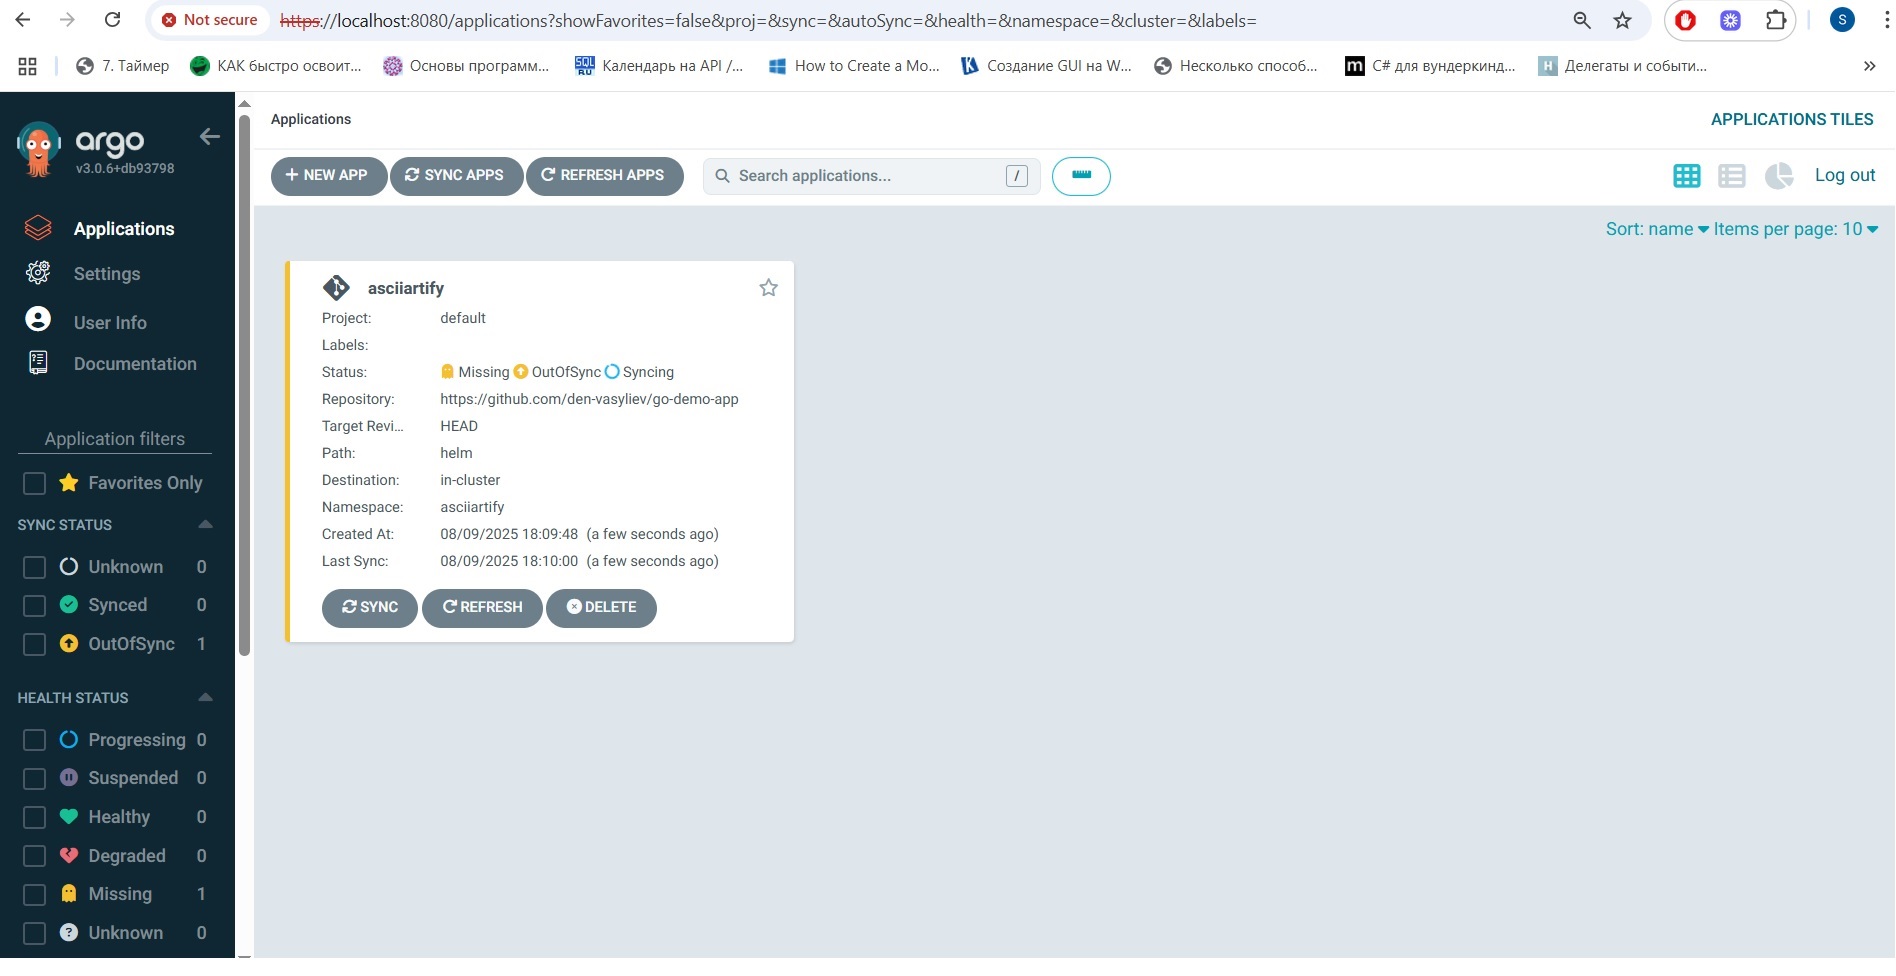 Not secure https://localhost:8080/applications?showFavorites=false&proj=&sync=&autoSync=&health=&namespace=&cluster=&labels= S
7. Таймер КАК быстро освоит... Основы программ... SQL RU Календарь на API /... How to Create a Mo... K Создание GUI на W... Несколько способ... m C# для вундеркинд... H Делегаты и событи... »
argo
v3.0.6+db93798
Applications
Settings
User Info
Documentation
Application filters
Favorites Only
SYNC STATUS
Unknown 0
Synced 0
OutOfSync 1
HEALTH STATUS
Progressing 0
Suspended 0
Healthy 0
Degraded 0
Missing 1
? Unknown 0
Applications APPLICATIONS TILES
+ NEW APP SYNC APPS REFRESH APPS Search applications... / Log out
Sort: name Items per page: 10
asciiartify
Project: default
Labels:
Status: Missing OutOfSync Syncing
Repository: https://github.com/den-vasyliev/go-demo-app
Target Revi... HEAD
Path: helm
Destination: in-cluster
Namespace: asciiartify
Created At: 08/09/2025 18:09:48 (a few seconds ago)
Last Sync: 08/09/2025 18:10:00 (a few seconds ago)
SYNC REFRESH DELETE